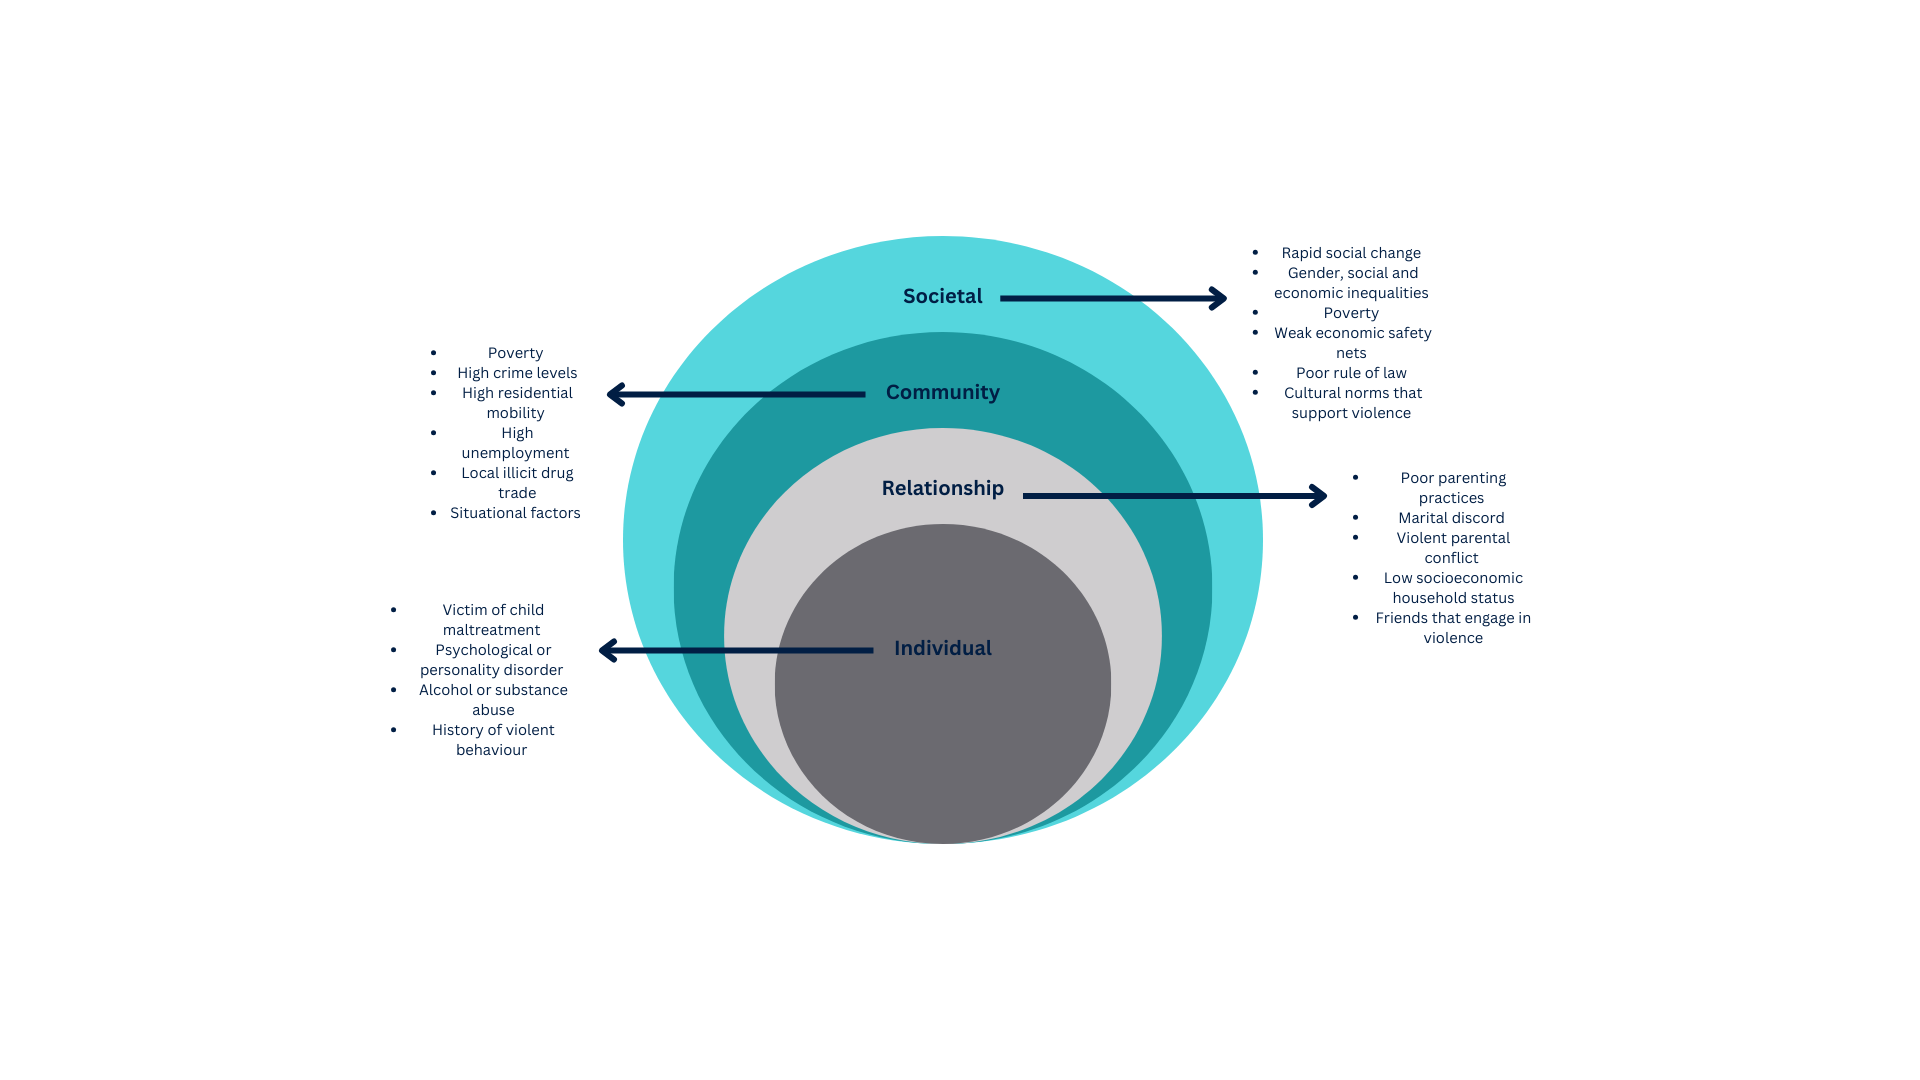 Societal
• Rapid social change
• Gender, social and
economic inequalities
• Poverty
• Weak economic safety
nets
• Poor rule of law
• Cultural norms that
support violence
Community
• Poverty
• High crime levels
• High residential
mobility
• High
unemployment
• Local illicit drug
trade
• Situational factors
Relationship
• Poor parenting
practices
• Marital discord
• Violent parental
conflict
• Low socioeconomic
household status
• Friends that engage in
violence
Individual
• Victim of child
maltreatment
• Psychological or
personality disorder
• Alcohol or substance
abuse
• History of violent
behaviour